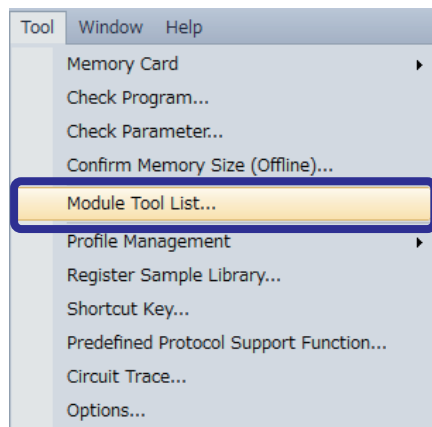 Tool Window Help
Memory Card
Check Program...
Check Parameter...
Confirm Memory Size (Offline)...
Module Tool List...
Profile Management
Register Sample Library...
Shortcut Key...
Predefined Protocol Support Function...
Circuit Trace...
Options...